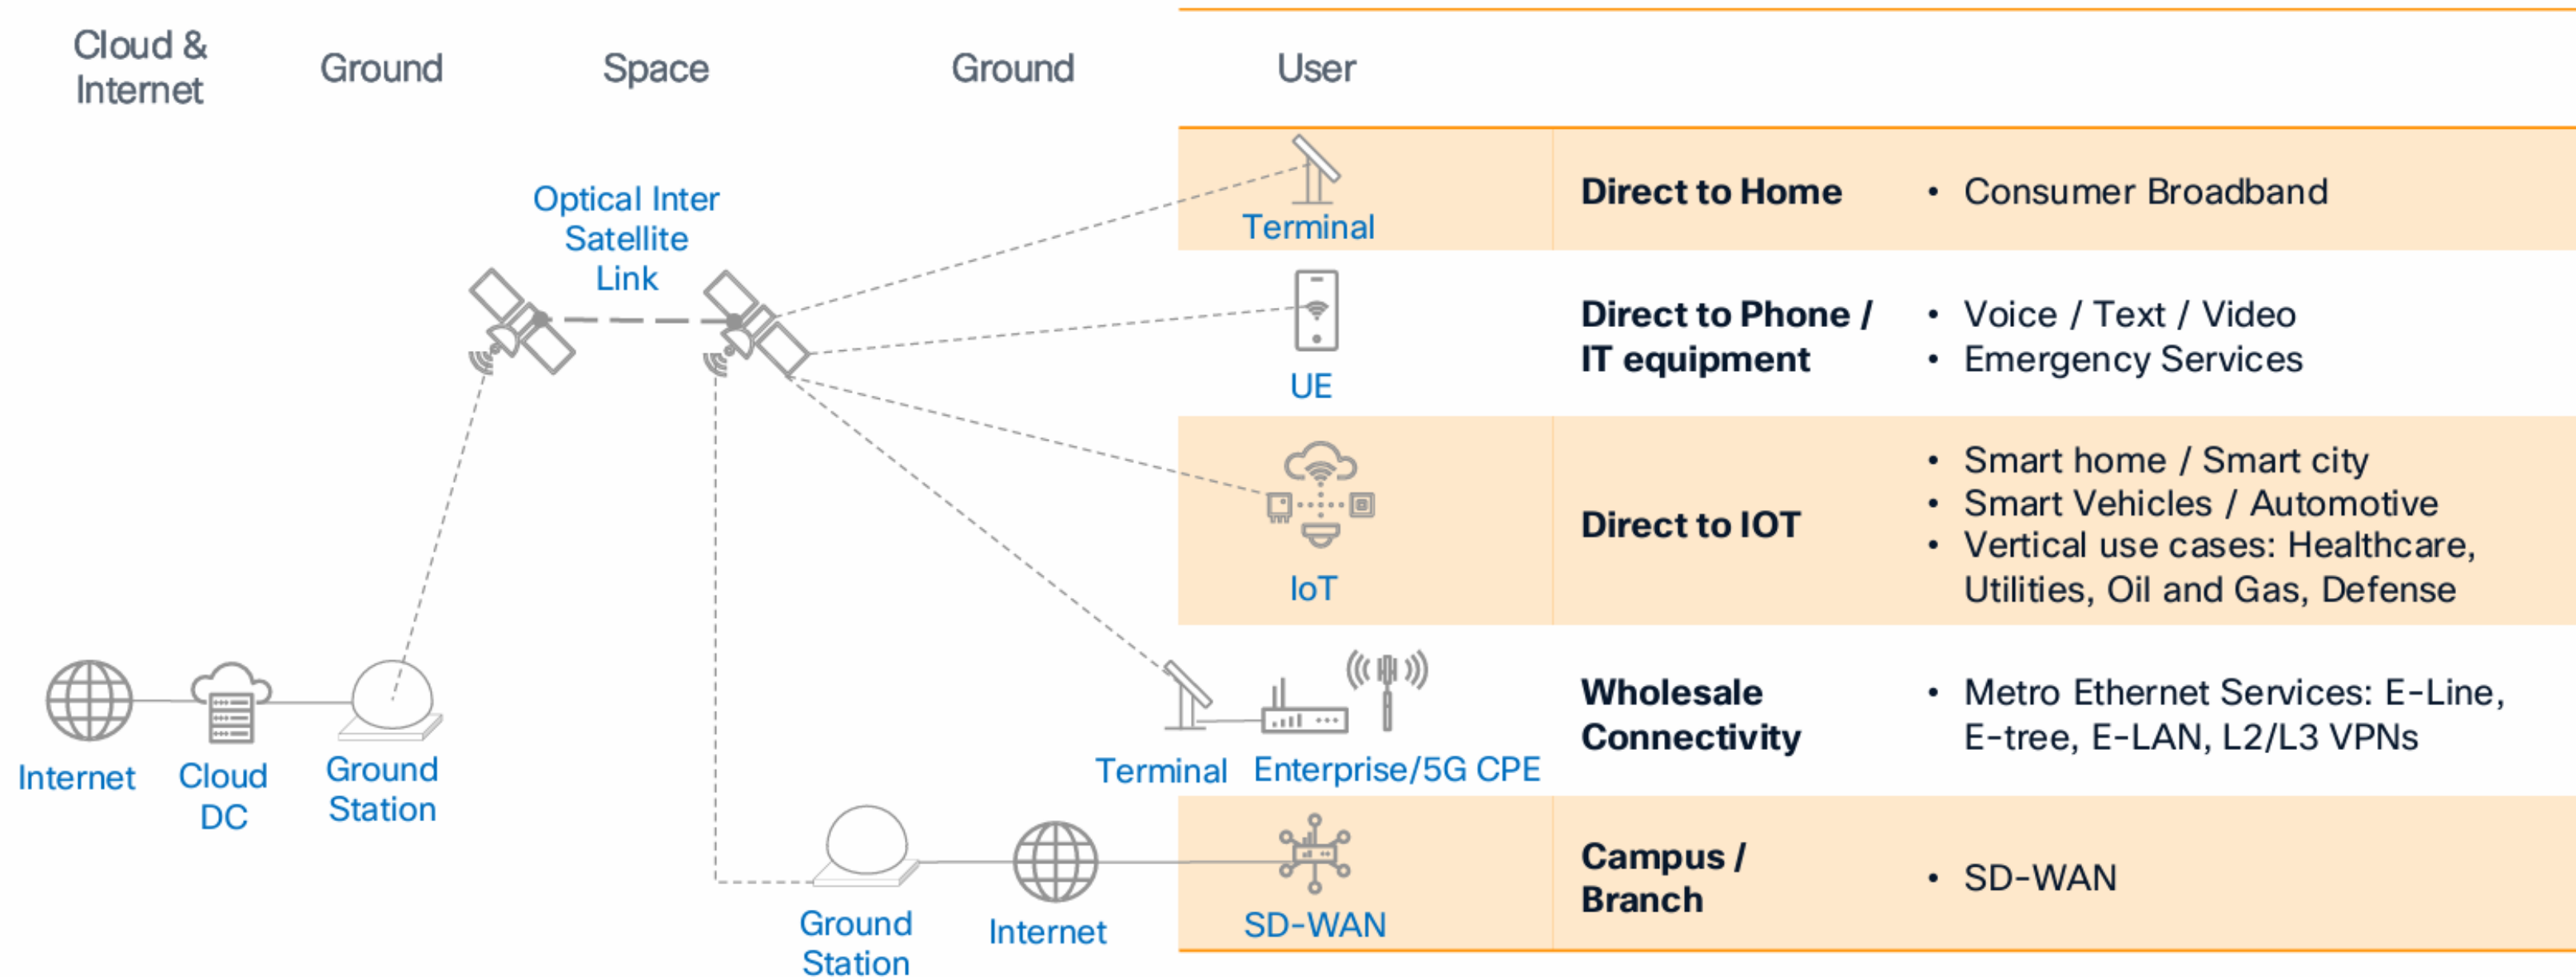 Cloud &
Internet
Ground
Space
Ground
User
Optical Inter
Satellite
Link
Terminal
Direct to Home
• Consumer Broadband
UE
Direct to Phone /
IT equipment
• Voice / Text / Video
• Emergency Services
IoT
Direct to IOT
• Smart home / Smart city
• Smart Vehicles / Automotive
• Vertical use cases: Healthcare,
Utilities, Oil and Gas, Defense
Internet
Cloud
DC
Ground
Station
Terminal
Enterprise/5G CPE
Wholesale
Connectivity
• Metro Ethernet Services: E-Line,
E-tree, E-LAN, L2/L3 VPNs
Ground
Station
Internet
SD-WAN
Campus /
Branch
• SD-WAN